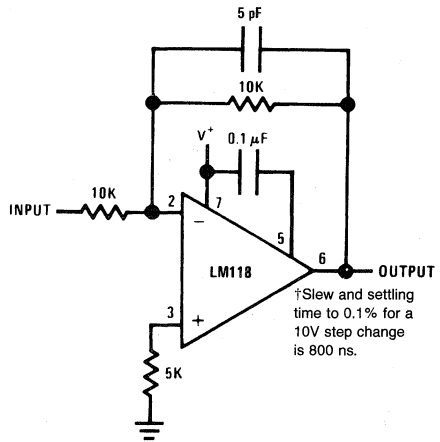 5 pF
10K
V+
0.1 µF
10K
INPUT
2
7
−
5
6
LM118
OUTPUT
3
+
†Slew and settling
time to 0.1% for a
10V step change
is 800 ns.
5K